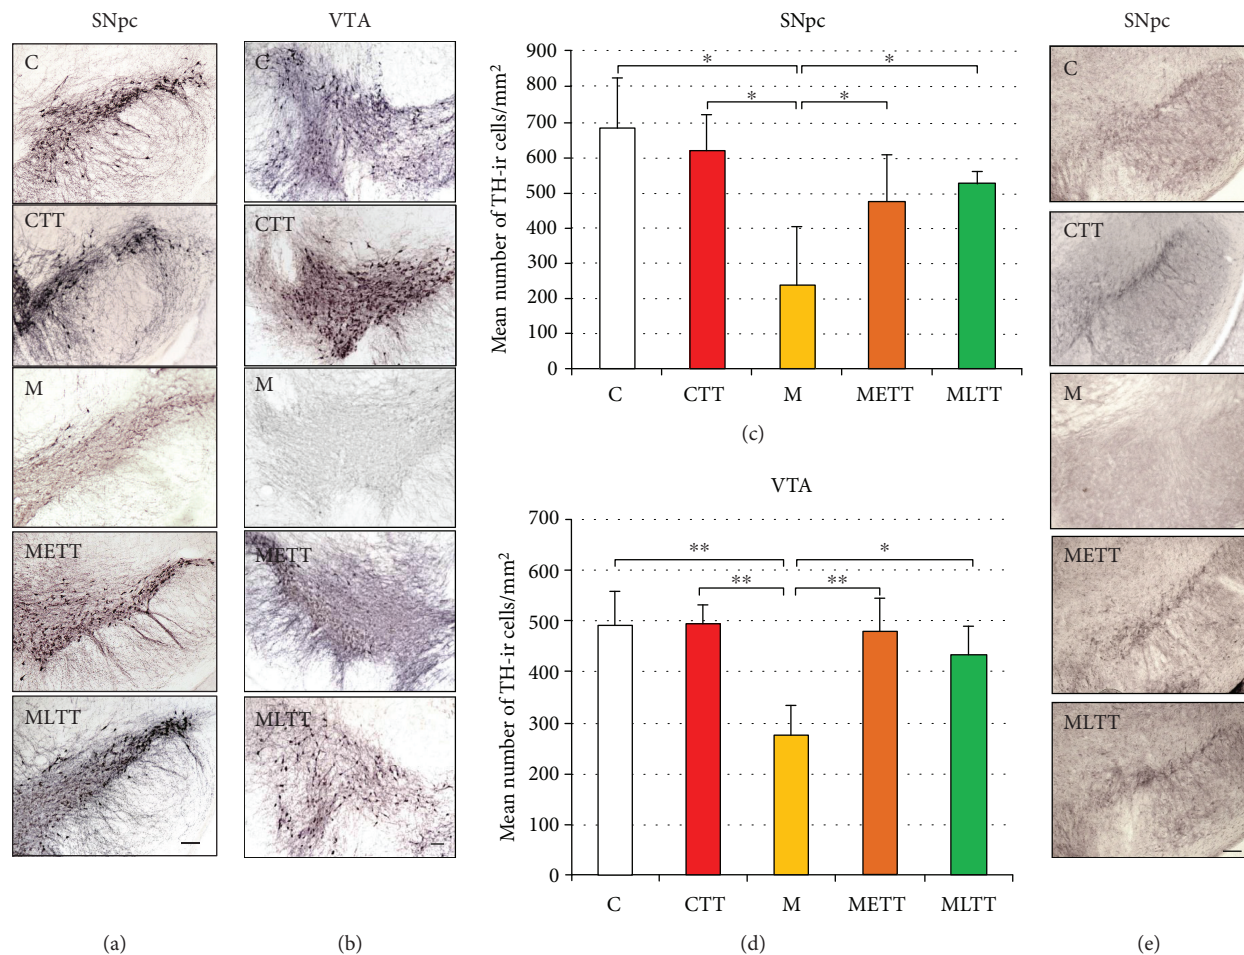 SNpc
C
CTT
M
METT
MLTT
(a)
VTA
C
CTT
M
METT
MLTT
(b)
SNpc
Mean number of TH-ir cells/mm²
900
800
700
600
500
400
300
200
100
0
*
*
*
*
C
CTT
M
METT
MLTT
(c)
VTA
Mean number of TH-ir cells/mm²
700
600
500
400
300
200
100
0
**
*
**
**
C
CTT
M
METT
MLTT
(d)
SNpc
C
CTT
M
METT
MLTT
(e)